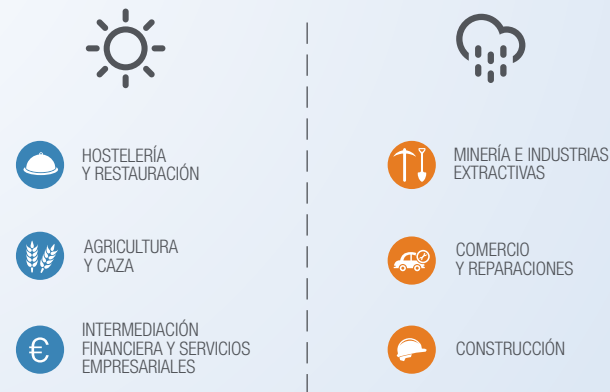 HOSTELERÍA
Y RESTAURACIÓN
AGRICULTURA
Y CAZA
€
INTERMEDIACIÓN
FINANCIERA Y SERVICIOS
EMPRESARIALES
MINERÍA E INDUSTRIAS
EXTRACTIVAS
COMERCIO
Y REPARACIONES
CONSTRUCCIÓN